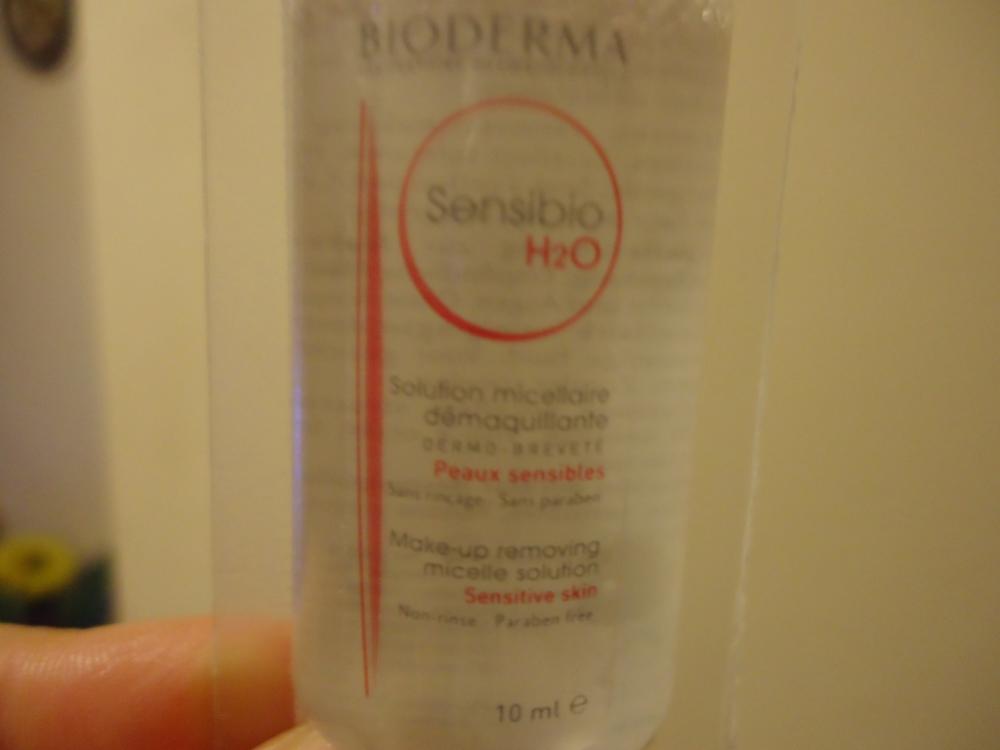 BIODERMA
Sensibio
H2O
Solution micellaire
démaquillante
DERMO-BREVETÉ
Peaux sensibles
Sans rinçage · Sans paraben
Make-up removing
micelle solution
Sensitive skin
Non-rinse · Paraben free
10 ml e